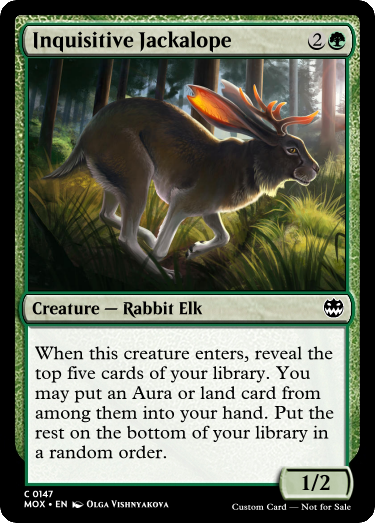 Inquisitive Jackalope 2
Creature — Rabbit Elk
When this creature enters, reveal the
top five cards of your library. You
may put an Aura or land card from
among them into your hand. Put the
rest on the bottom of your library in
a random order.
1/2
C 0147
MOX • EN Olga Vishnyakova
Custom Card — Not for Sale